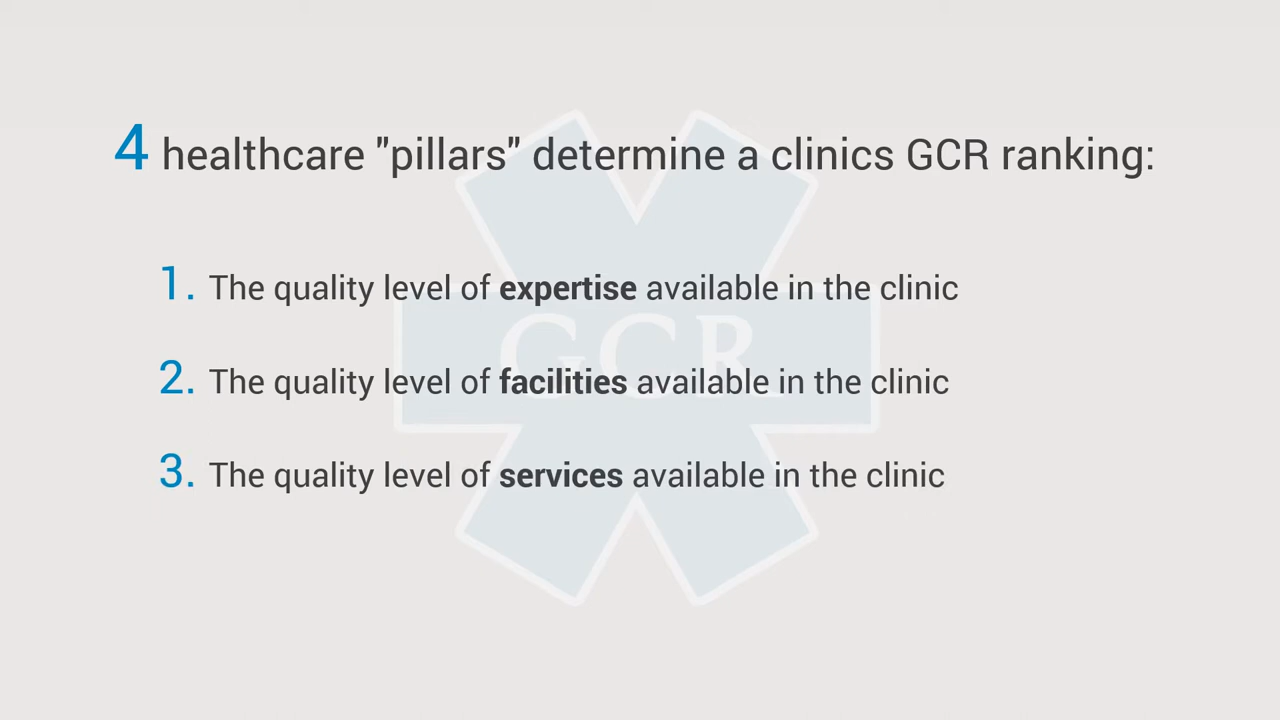 4 healthcare "pillars" determine a clinics GCR ranking:
1. The quality level of expertise available in the clinic
GCR
2. The quality level of facilities available in the clinic
3. The quality level of services available in the clinic